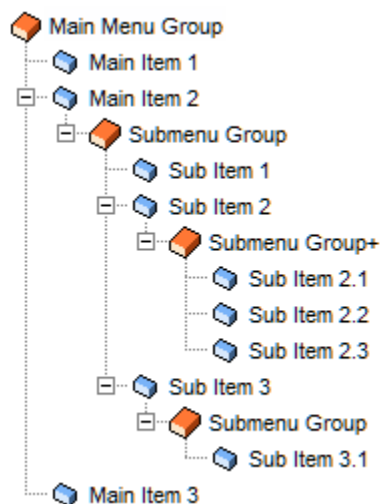 Main Menu Group
Main Item 1
Main Item 2
Submenu Group
Sub Item 1
Sub Item 2
Submenu Group+
Sub Item 2.1
Sub Item 2.2
Sub Item 2.3
Sub Item 3
Submenu Group
Sub Item 3.1
Main Item 3